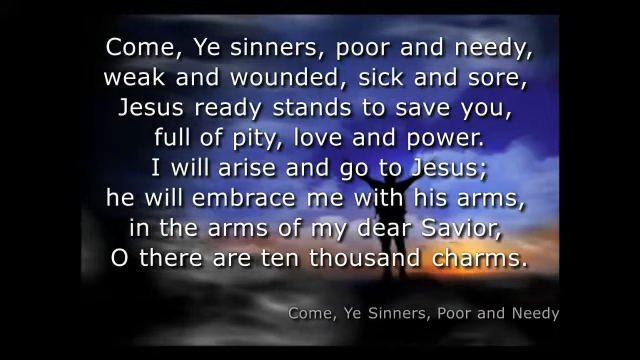 Come, Ye sinners, poor and needy,
weak and wounded, sick and sore,
Jesus ready stands to save you,
full of pity, love and power.
I will arise and go to Jesus;
he will embrace me with his arms,
in the arms of my dear Savior,
O there are ten thousand charms.
Come, Ye Sinners, Poor and Needy